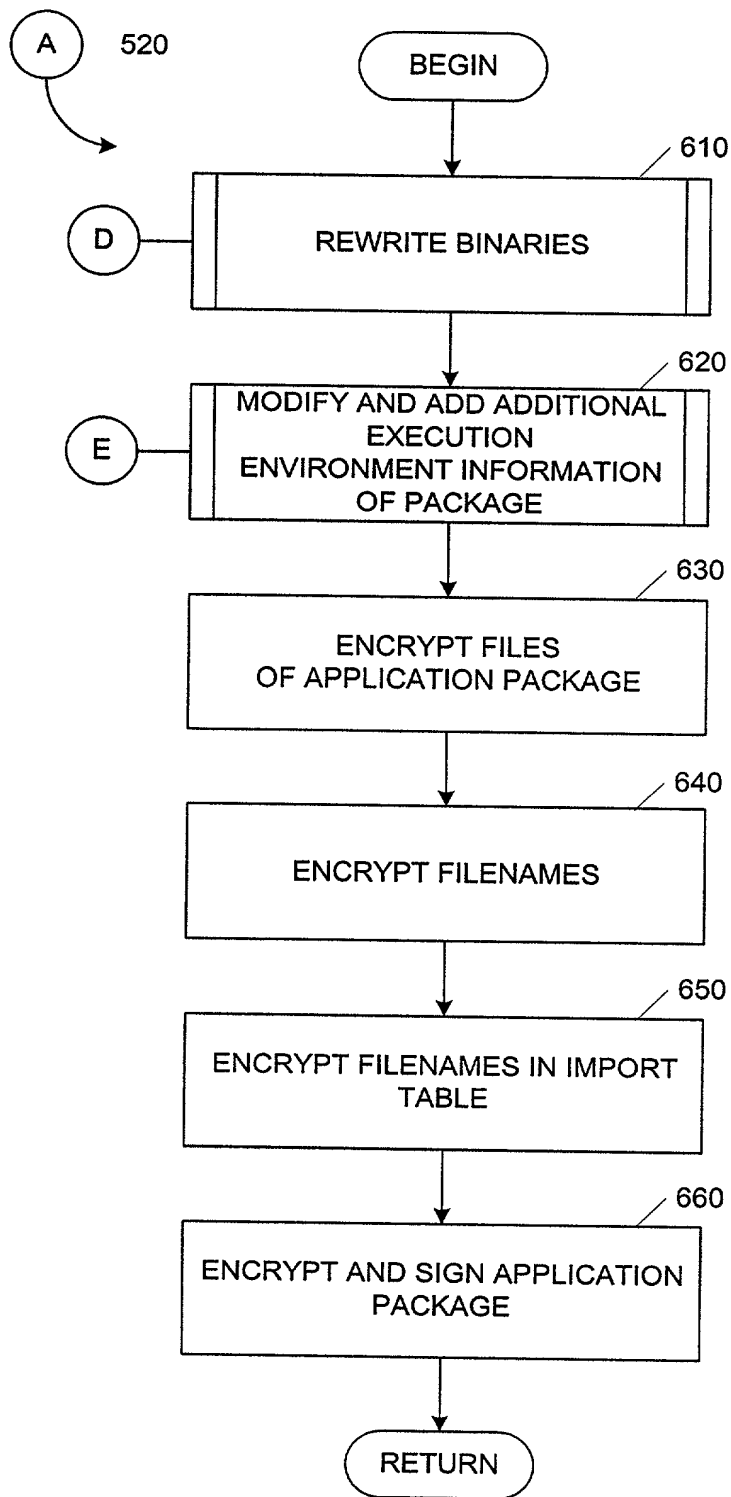 A
520
BEGIN
610
D
REWRITE BINARIES
620
E
MODIFY AND ADD ADDITIONAL
EXECUTION
ENVIRONMENT INFORMATION
OF PACKAGE
630
ENCRYPT FILES
OF APPLICATION PACKAGE
640
ENCRYPT FILENAMES
650
ENCRYPT FILENAMES IN IMPORT
TABLE
660
ENCRYPT AND SIGN APPLICATION
PACKAGE
RETURN